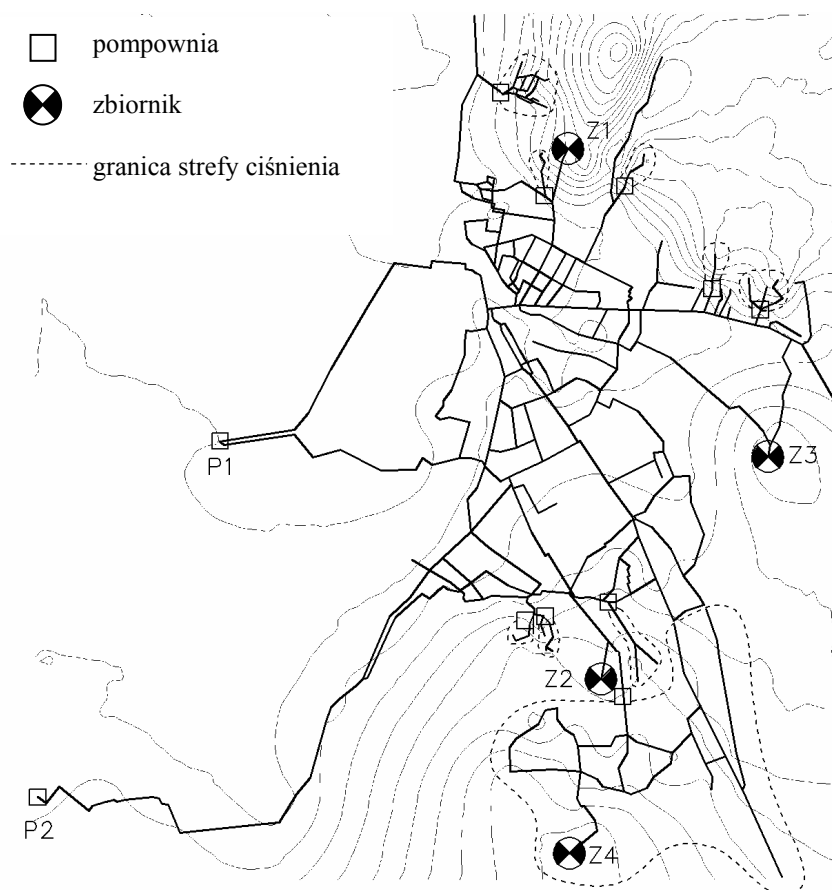 pompownia
zbiornik
granica strefy ciśnienia
Z1
Z3
P1
Z2
P2
Z4